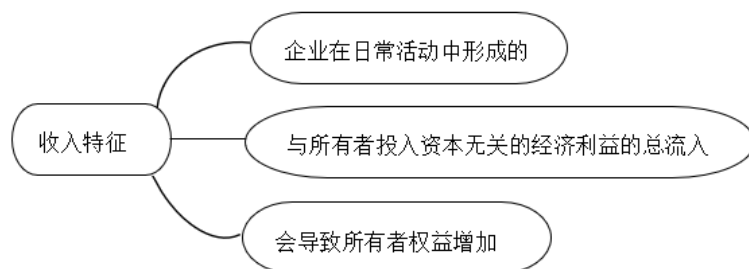 企业在日常活动中形成的
收入特征
与所有者投入资本无关的经济利益的总流入
会导致所有者权益增加